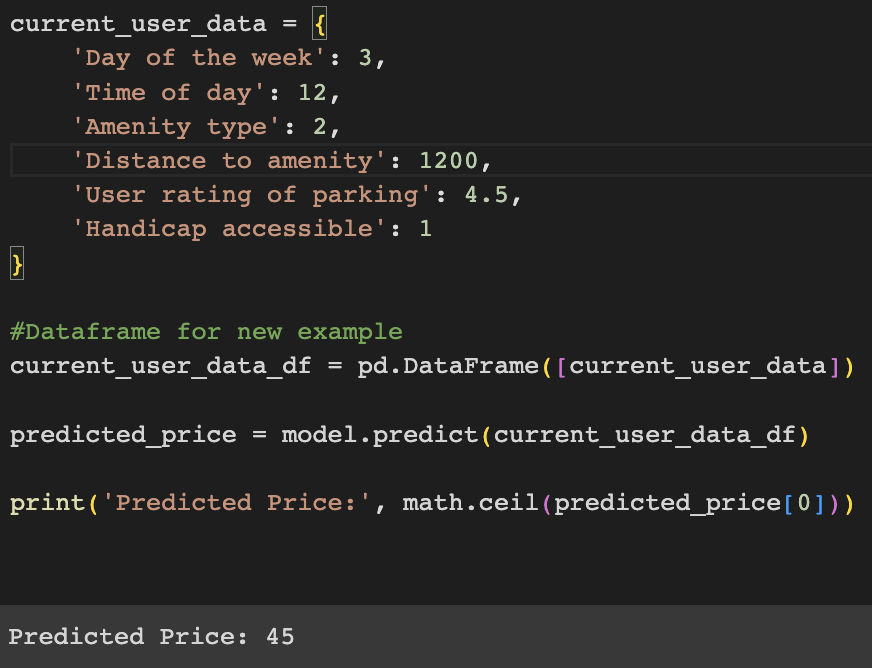 current_user_data = {
    'Day of the week': 3,
    'Time of day': 12,
    'Amenity type': 2,
    'Distance to amenity': 1200,
    'User rating of parking': 4.5,
    'Handicap accessible': 1
}
#Dataframe for new example
current_user_data_df = pd.DataFrame([current_user_data])
predicted_price = model.predict(current_user_data_df)
print('Predicted Price:', math.ceil(predicted_price[0]))
Predicted Price: 45